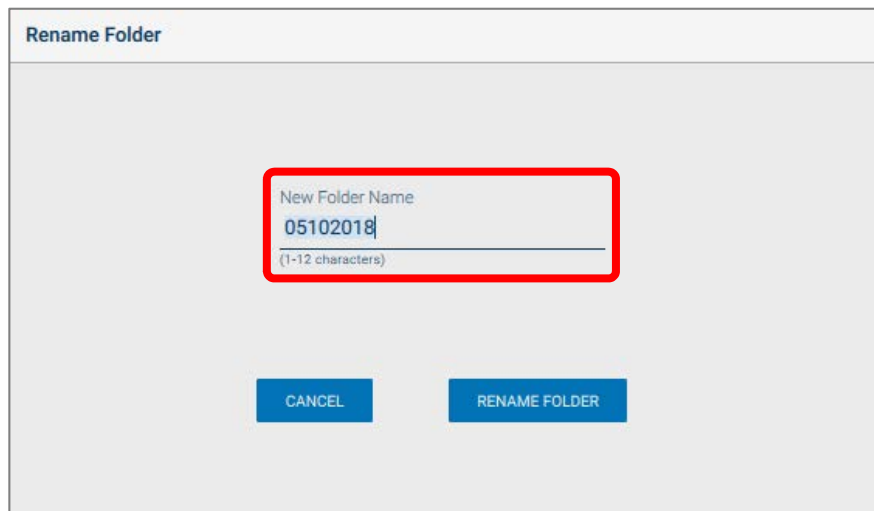 Rename Folder
New Folder Name
05102018
(1-12 characters)
CANCEL
RENAME FOLDER